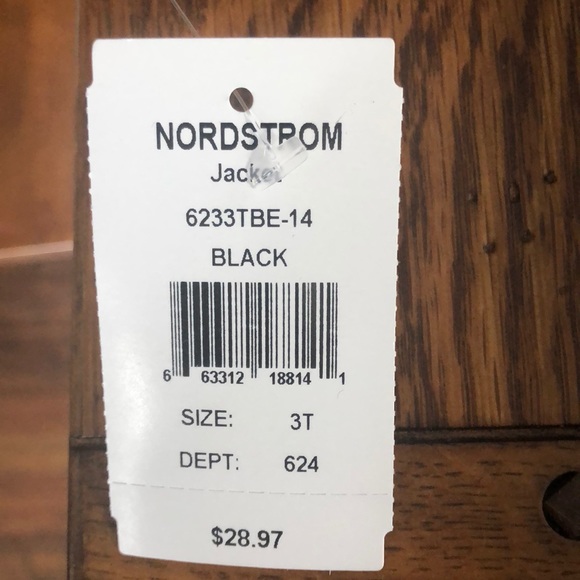 NORDSTROM
Jacket
6233TBE-14
BLACK
6 63312 18814 1
SIZE: 3T
DEPT: 624
$28.97